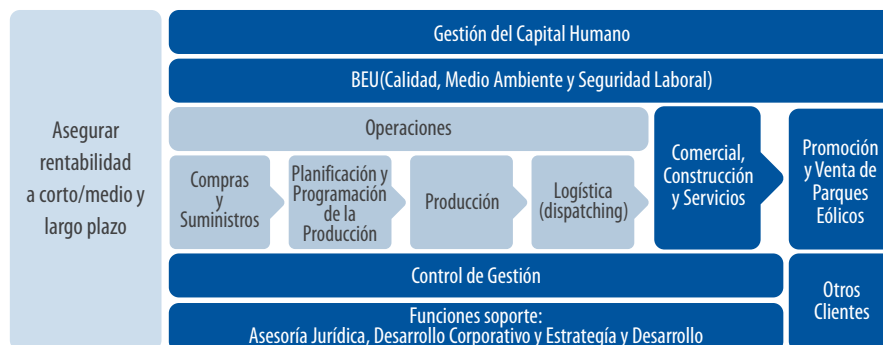 Gestión del Capital Humano
BEU(Calidad, Medio Ambiente y Seguridad Laboral)
Asegurar
rentabilidad
a corto/medio y
largo plazo
Operaciones
Compras
y
Suministros
Planificación y
Programación
de la
Producción
Producción
Logística
(dispatching)
Comercial,
Construcción
y Servicios
Promoción
y Venta de
Parques
Eólicos
Control de Gestión
Otros
Clientes
Funciones soporte:
Asesoría Jurídica, Desarrollo Corporativo y Estrategía y Desarrollo